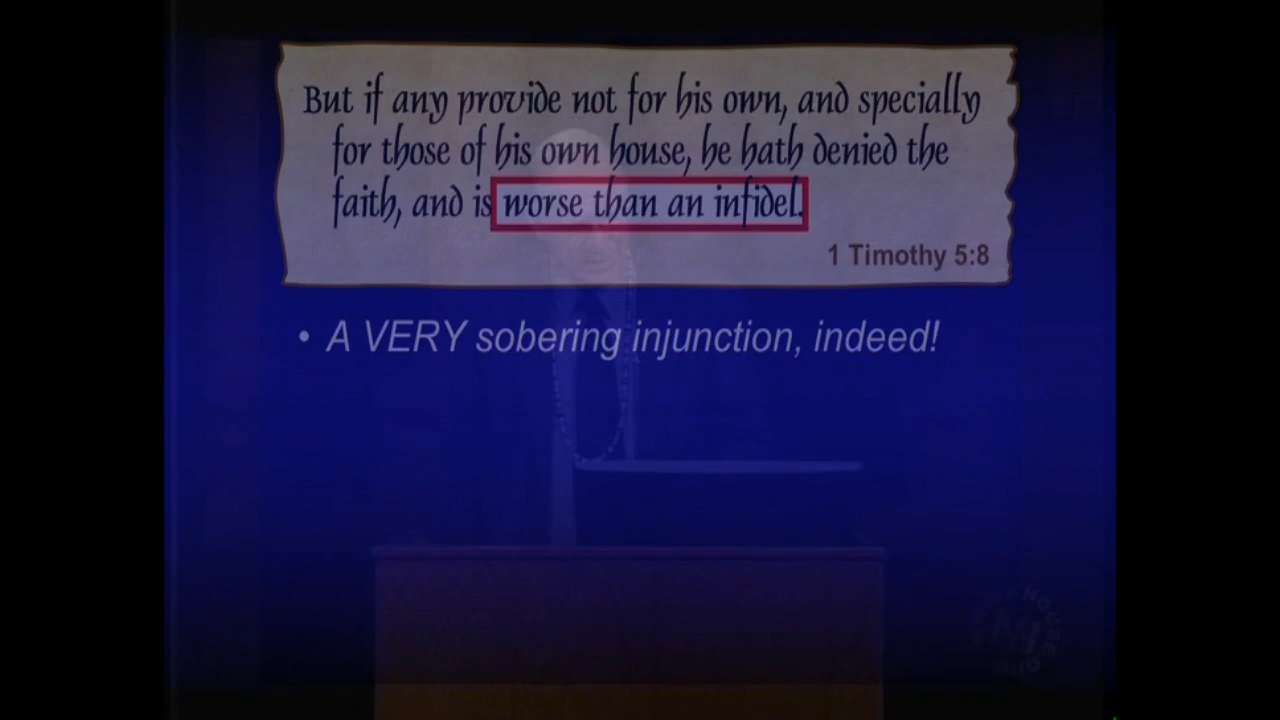 But if any provide not for his own, and specially
for those of his own house, he hath denied the
faith, and is worse than an infidel.
1 Timothy 5:8
• A VERY sobering injunction, indeed!